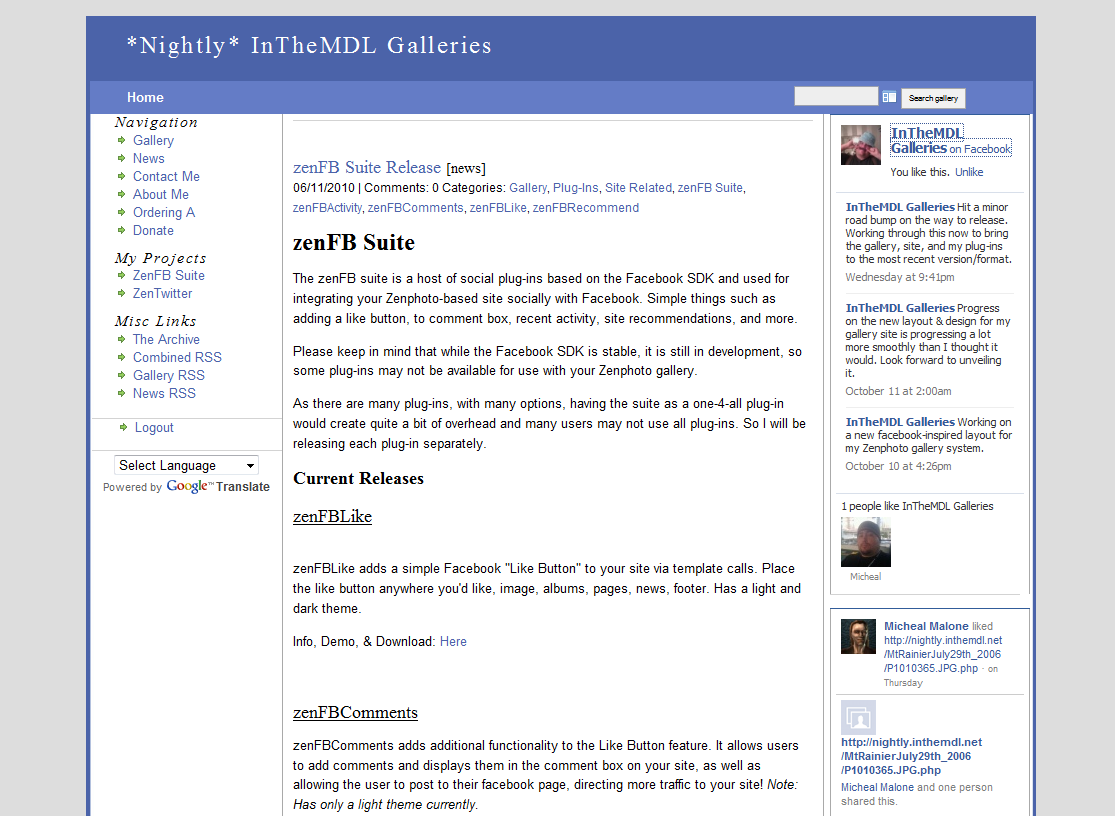 *Nightly* InTheMDL Galleries
Home
Search gallery
Navigation
Gallery
News
Contact Me
About Me
Ordering A
Donate
My Projects
ZenFB Suite
ZenTwitter
Misc Links
The Archive
Combined RSS
Gallery RSS
News RSS
Logout
Select Language
Powered by Google™ Translate
zenFB Suite Release [news]
06/11/2010 | Comments: 0 Categories: Gallery, Plug-Ins, Site Related, zenFB Suite,
zenFBActivity, zenFBComments, zenFBLike, zenFBRecommend
zenFB Suite
The zenFB suite is a host of social plug-ins based on the Facebook SDK and used for
integrating your Zenphoto-based site socially with Facebook. Simple things such as
adding a like button, to comment box, recent activity, site recommendations, and more.
Please keep in mind that while the Facebook SDK is stable, it is still in development, so
some plug-ins may not be available for use with your Zenphoto gallery.
As there are many plug-ins, with many options, having the suite as a one-4-all plug-in
would create quite a bit of overhead and many users may not use all plug-ins. So I will be
releasing each plug-in separately.
Current Releases
zenFBLike
zenFBLike adds a simple Facebook "Like Button" to your site via template calls. Place
the like button anywhere you'd like, image, albums, pages, news, footer. Has a light and
dark theme.
Info, Demo, & Download: Here
zenFBComments
zenFBComments adds additional functionality to the Like Button feature. It allows users
to add comments and displays them in the comment box on your site, as well as
allowing the user to post to their facebook page, directing more traffic to your site! Note:
Has only a light theme currently.
InTheMDL
Galleries on Facebook
You like this. Unlike
InTheMDL Galleries Hit a minor
road bump on the way to release.
Working through this now to bring
the gallery, site, and my plug-ins
to the most recent version/format.
Wednesday at 9:41pm
InTheMDL Galleries Progress
on the new layout & design for my
gallery site is progressing a lot
more smoothly than I thought it
would. Look forward to unveiling
it.
October 11 at 2:00am
InTheMDL Galleries Working on
a new facebook-inspired layout for
my Zenphoto gallery system.
October 10 at 4:26pm
1 people like InTheMDL Galleries
Micheal
Micheal Malone liked
http://nightly.inthemdl.net
/MtRainierJuly29th_2006
/P1010365.JPG.php · on
Thursday
http://nightly.inthemdl.net
/MtRainierJuly29th_2006
/P1010365.JPG.php
Micheal Malone and one person
shared this.